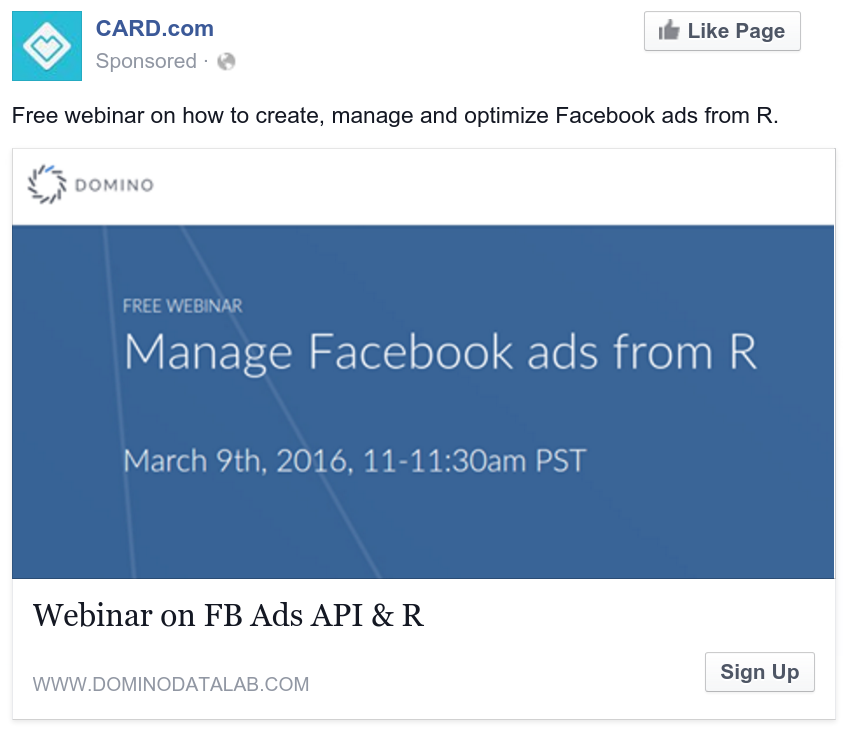 CARD.com
Like Page
Sponsored ·
Free webinar on how to create, manage and optimize Facebook ads from R.
DOMINO
FREE WEBINAR
Manage Facebook ads from R
March 9th, 2016, 11-11:30am PST
Webinar on FB Ads API & R
WWW.DOMINODATALAB.COM
Sign Up